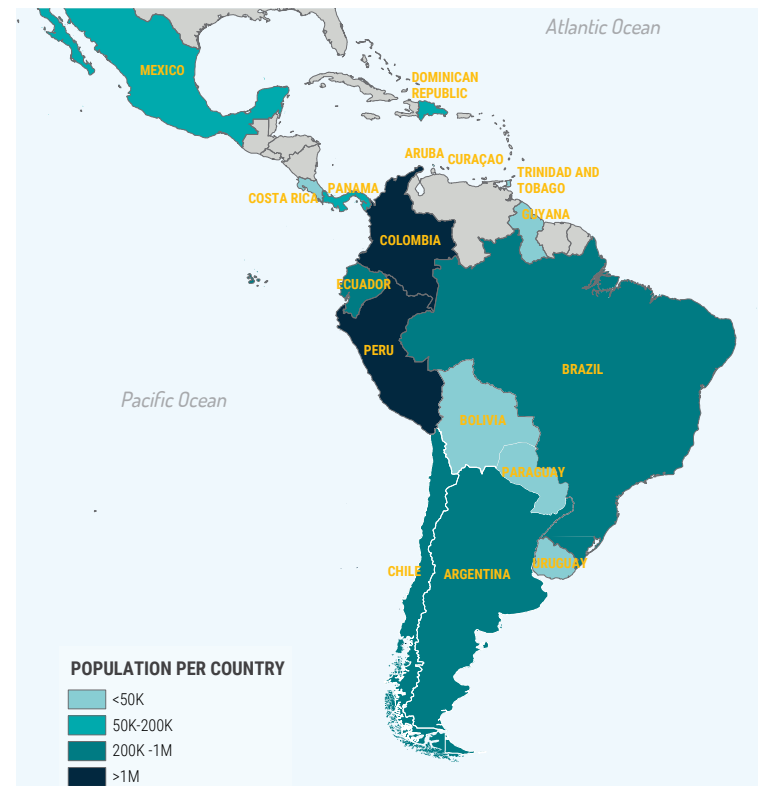 Atlantic Ocean
MEXICO
DOMINICAN
REPUBLIC
ARUBA
CURAÇAO
TRINIDAD AND
TOBAGO
COSTA RICA
PANAMA
GUYANA
COLOMBIA
ECUADOR
PERU
BRAZIL
Pacific Ocean
BOLIVIA
PARAGUAY
CHILE
ARGENTINA
URUGUAY
POPULATION PER COUNTRY
<50K
50K-200K
200K -1M
>1M